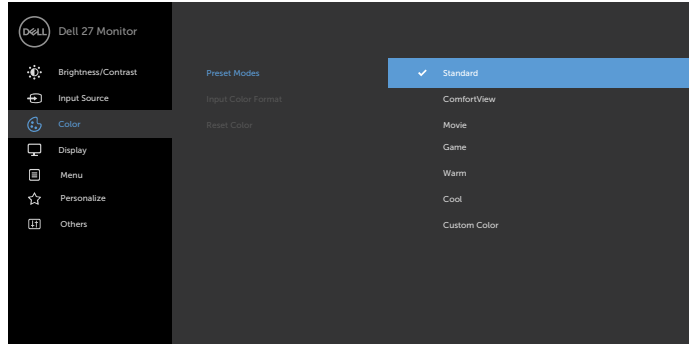 DELL Dell 27 Monitor
Brightness/Contrast
Input Source
Color
Display
Menu
Personalize
Others
Preset Modes
Input Color Format
Reset Color
Standard
ComfortView
Movie
Game
Warm
Cool
Custom Color